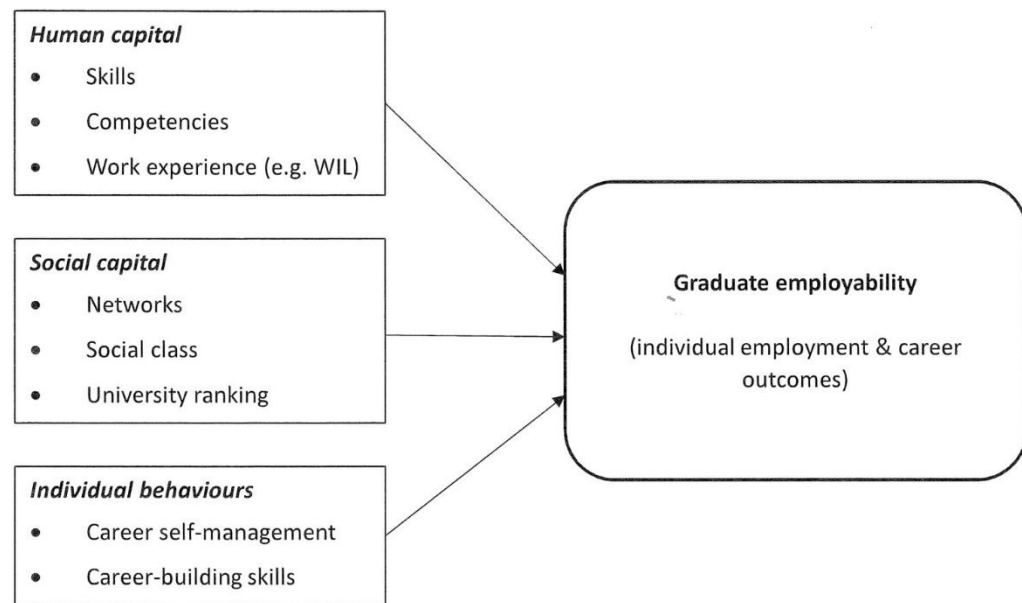 Human capital
• Skills
• Competencies
• Work experience (e.g. WIL)
Social capital
• Networks
• Social class
• University ranking
Individual behaviours
• Career self-management
• Career-building skills
Graduate employability
(individual employment & career
outcomes)